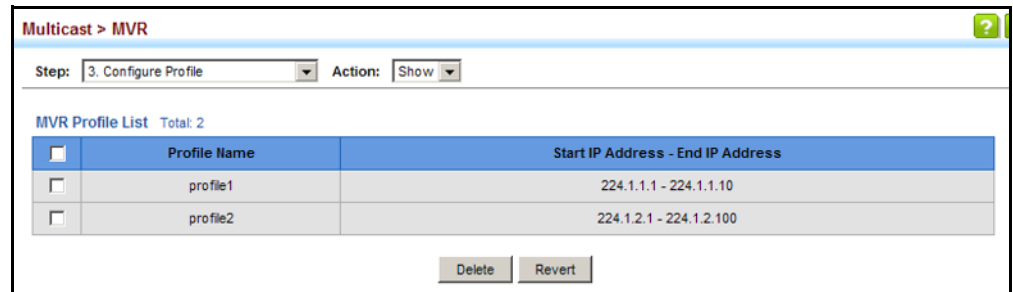 Multicast > MVR
?
Step: 3. Configure Profile Action: Show
MVR Profile List Total: 2
Profile Name Start IP Address - End IP Address
profile1 224.1.1.1 - 224.1.1.10
profile2 224.1.2.1 - 224.1.2.100
Delete Revert